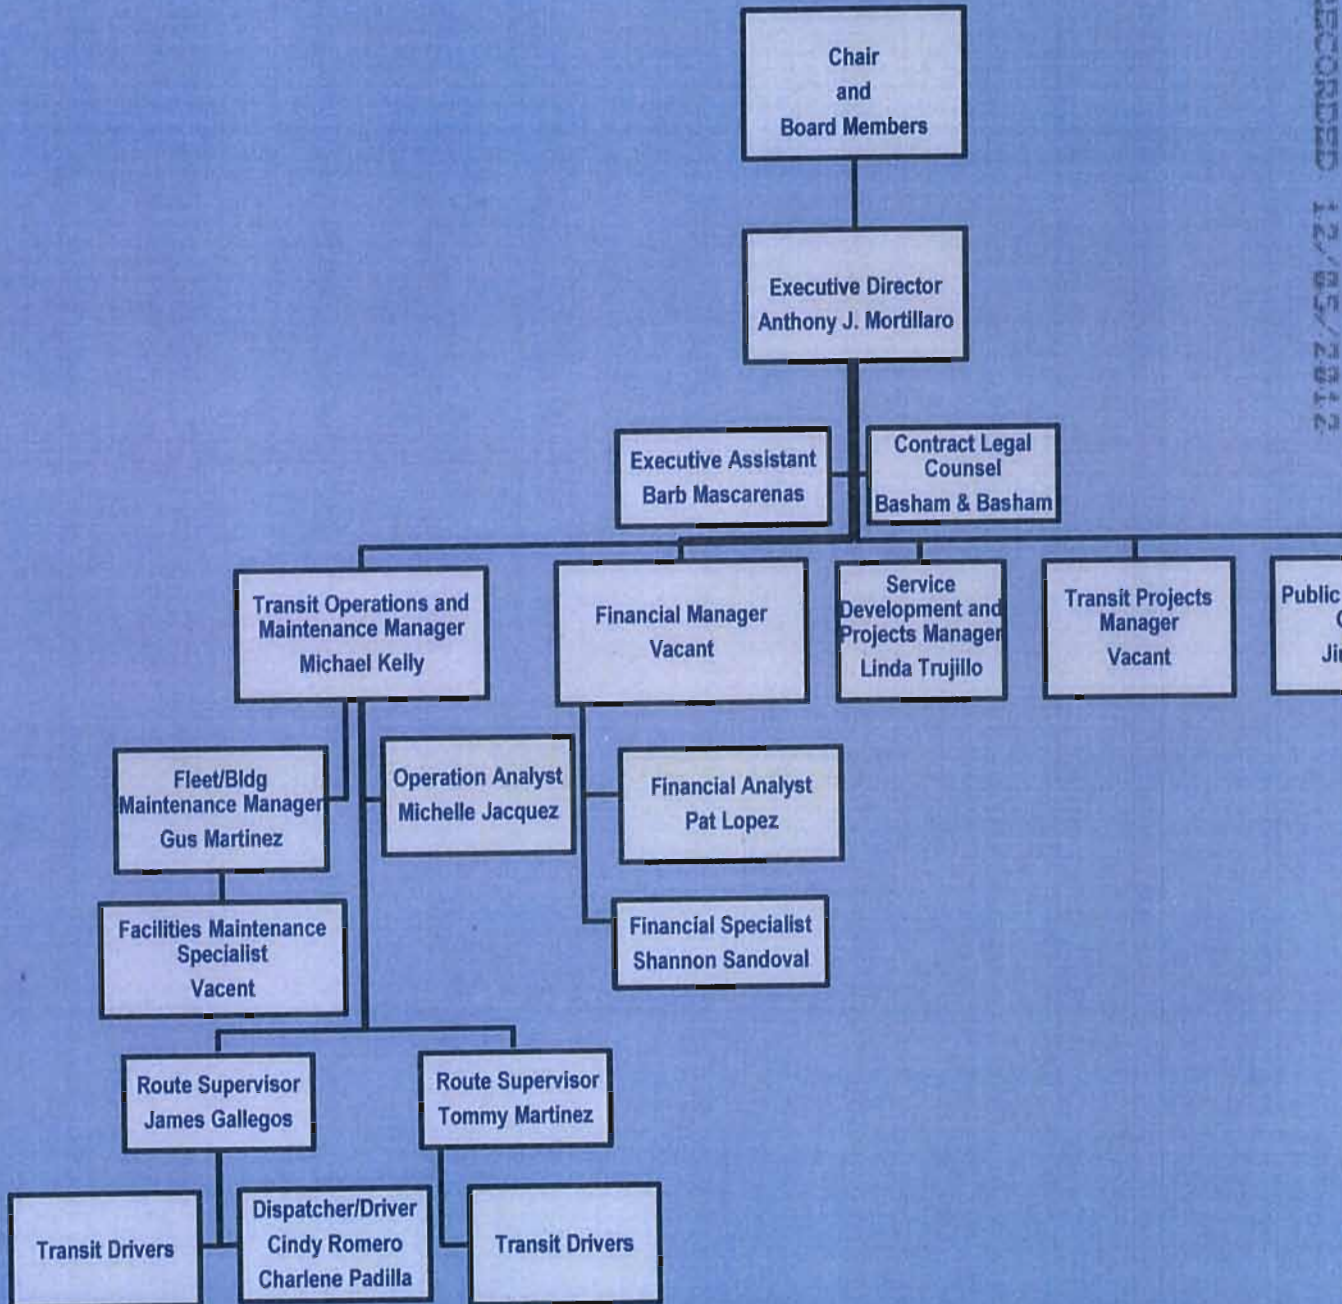 Chair
and
Board Members
Executive Director
Anthony J. Mortillaro
Executive Assistant
Barb Mascarenas
Contract Legal
Counsel
Basham & Basham
Transit Operations and
Maintenance Manager
Michael Kelly
Financial Manager
Vacant
Service
Development and
Projects Manager
Linda Trujillo
Transit Projects
Manager
Vacant
Public
Fleet/Bldg
Maintenance Manager
Gus Martinez
Operation Analyst
Michelle Jacquez
Financial Analyst
Pat Lopez
Facilities Maintenance
Specialist
Vacent
Financial Specialist
Shannon Sandoval
Route Supervisor
James Gallegos
Route Supervisor
Tommy Martinez
Transit Drivers
Dispatcher/Driver
Cindy Romero
Charlene Padilla
Transit Drivers
12/05/2012